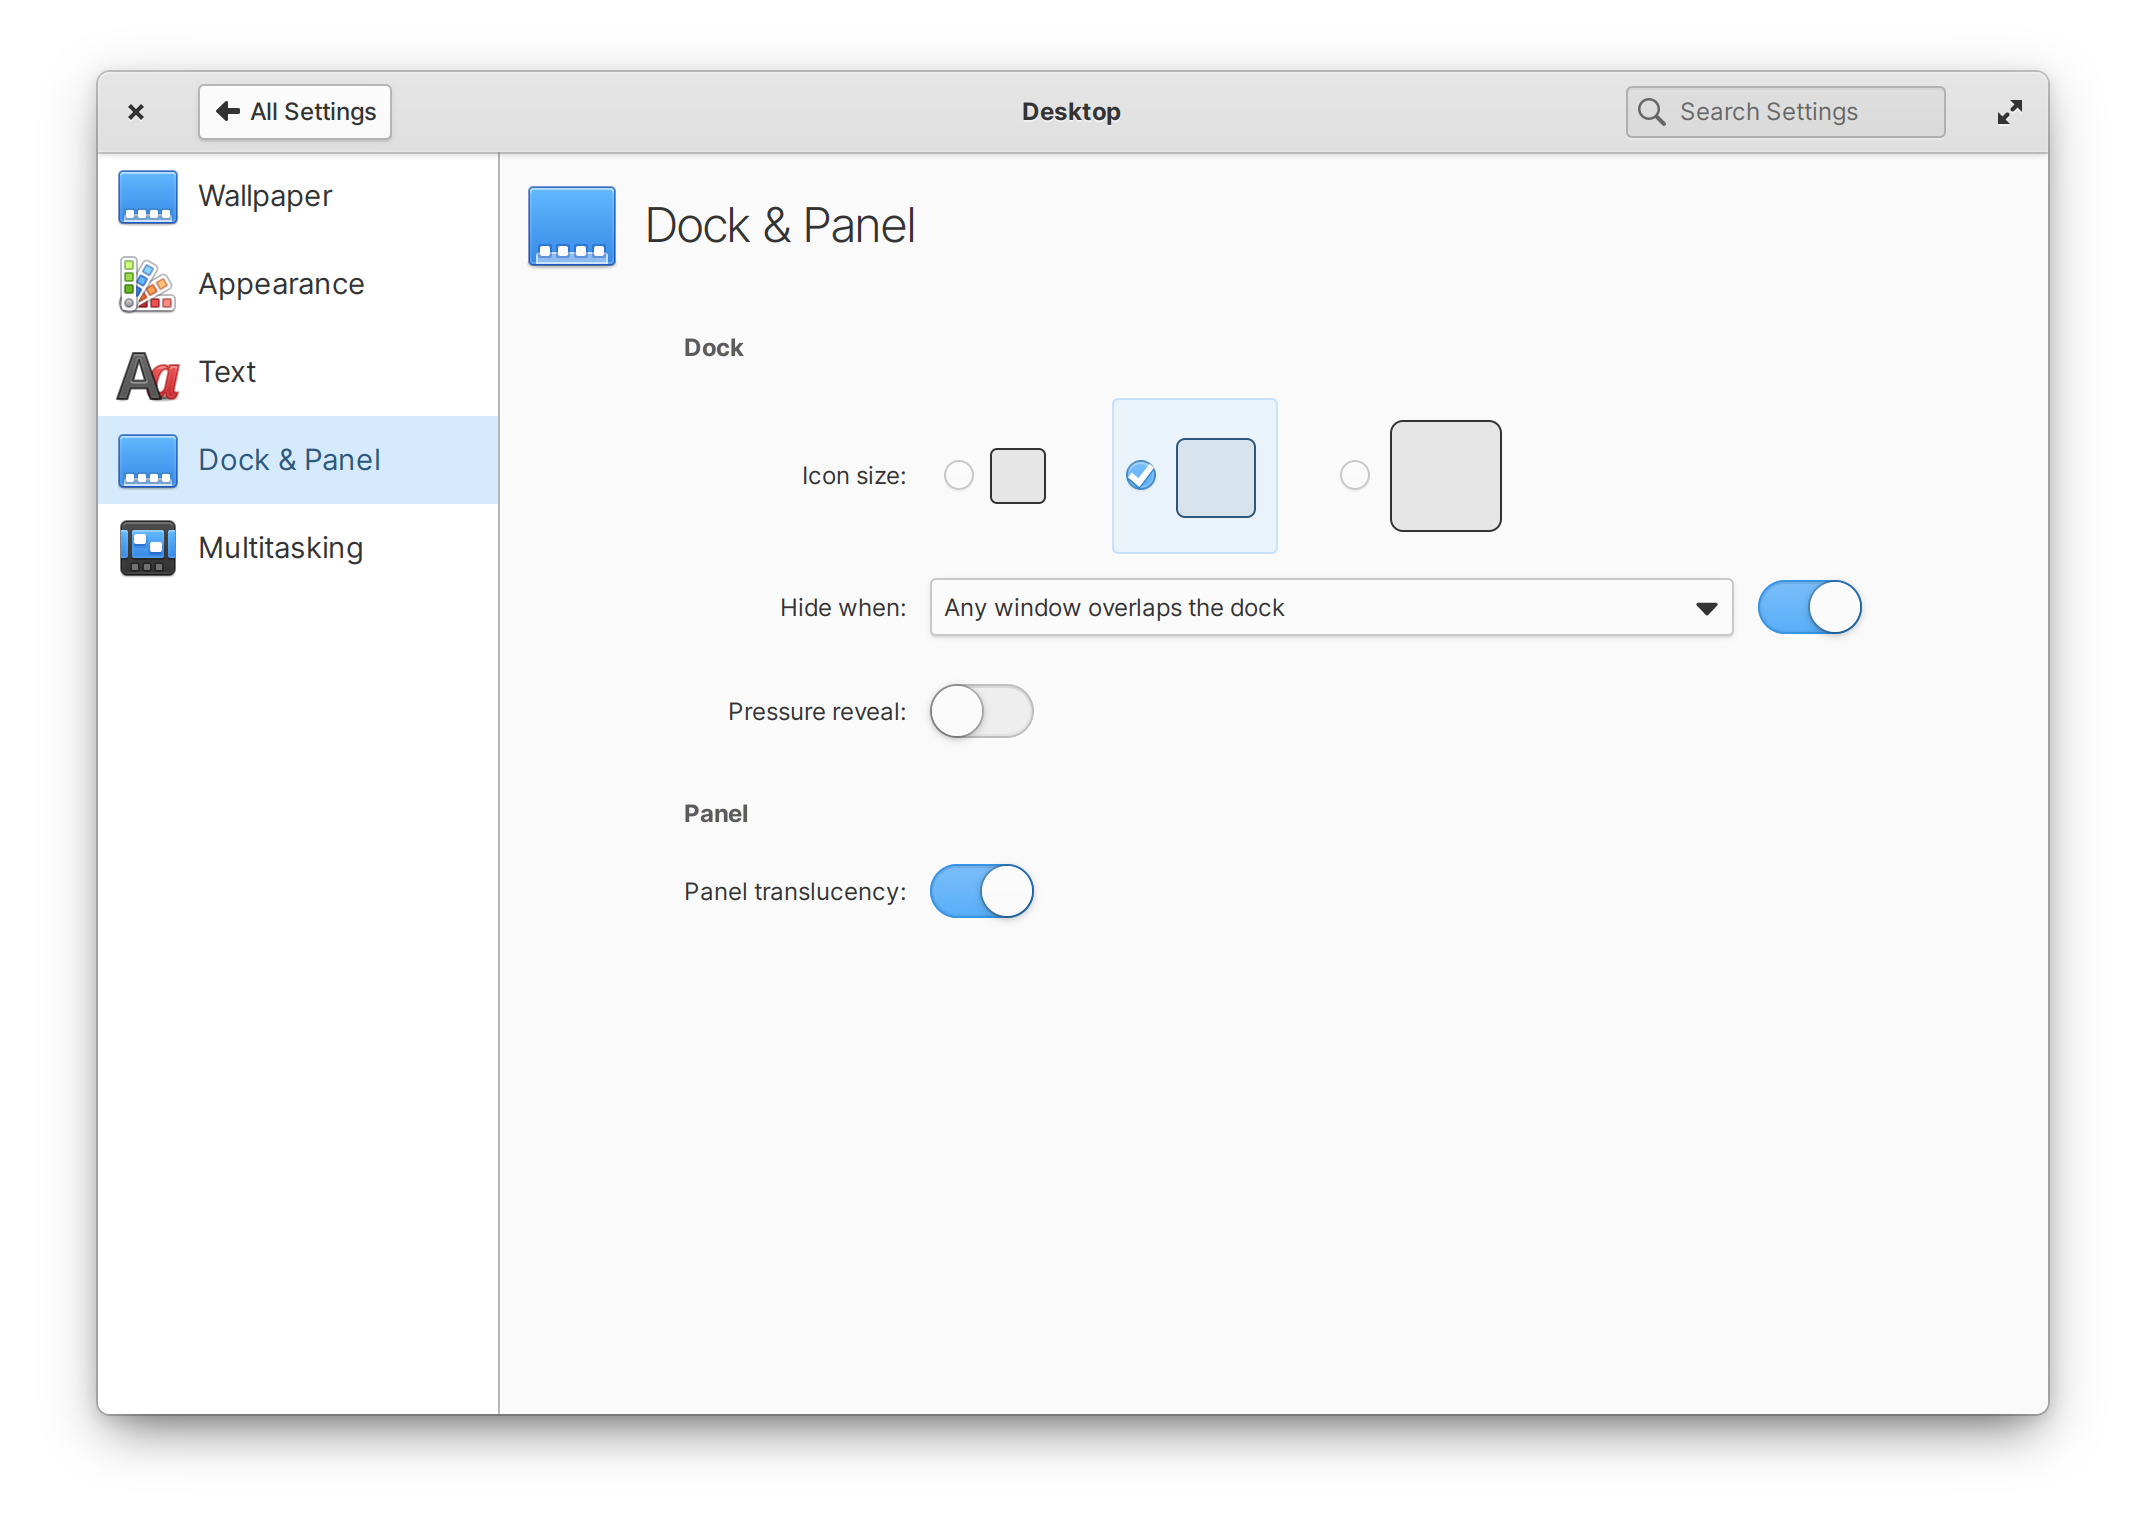 All Settings
Desktop
Search Settings
Wallpaper
Appearance
Text
Dock & Panel
Multitasking
Dock & Panel
Dock
Icon size:
Hide when:
Any window overlaps the dock
Pressure reveal:
Panel
Panel translucency: